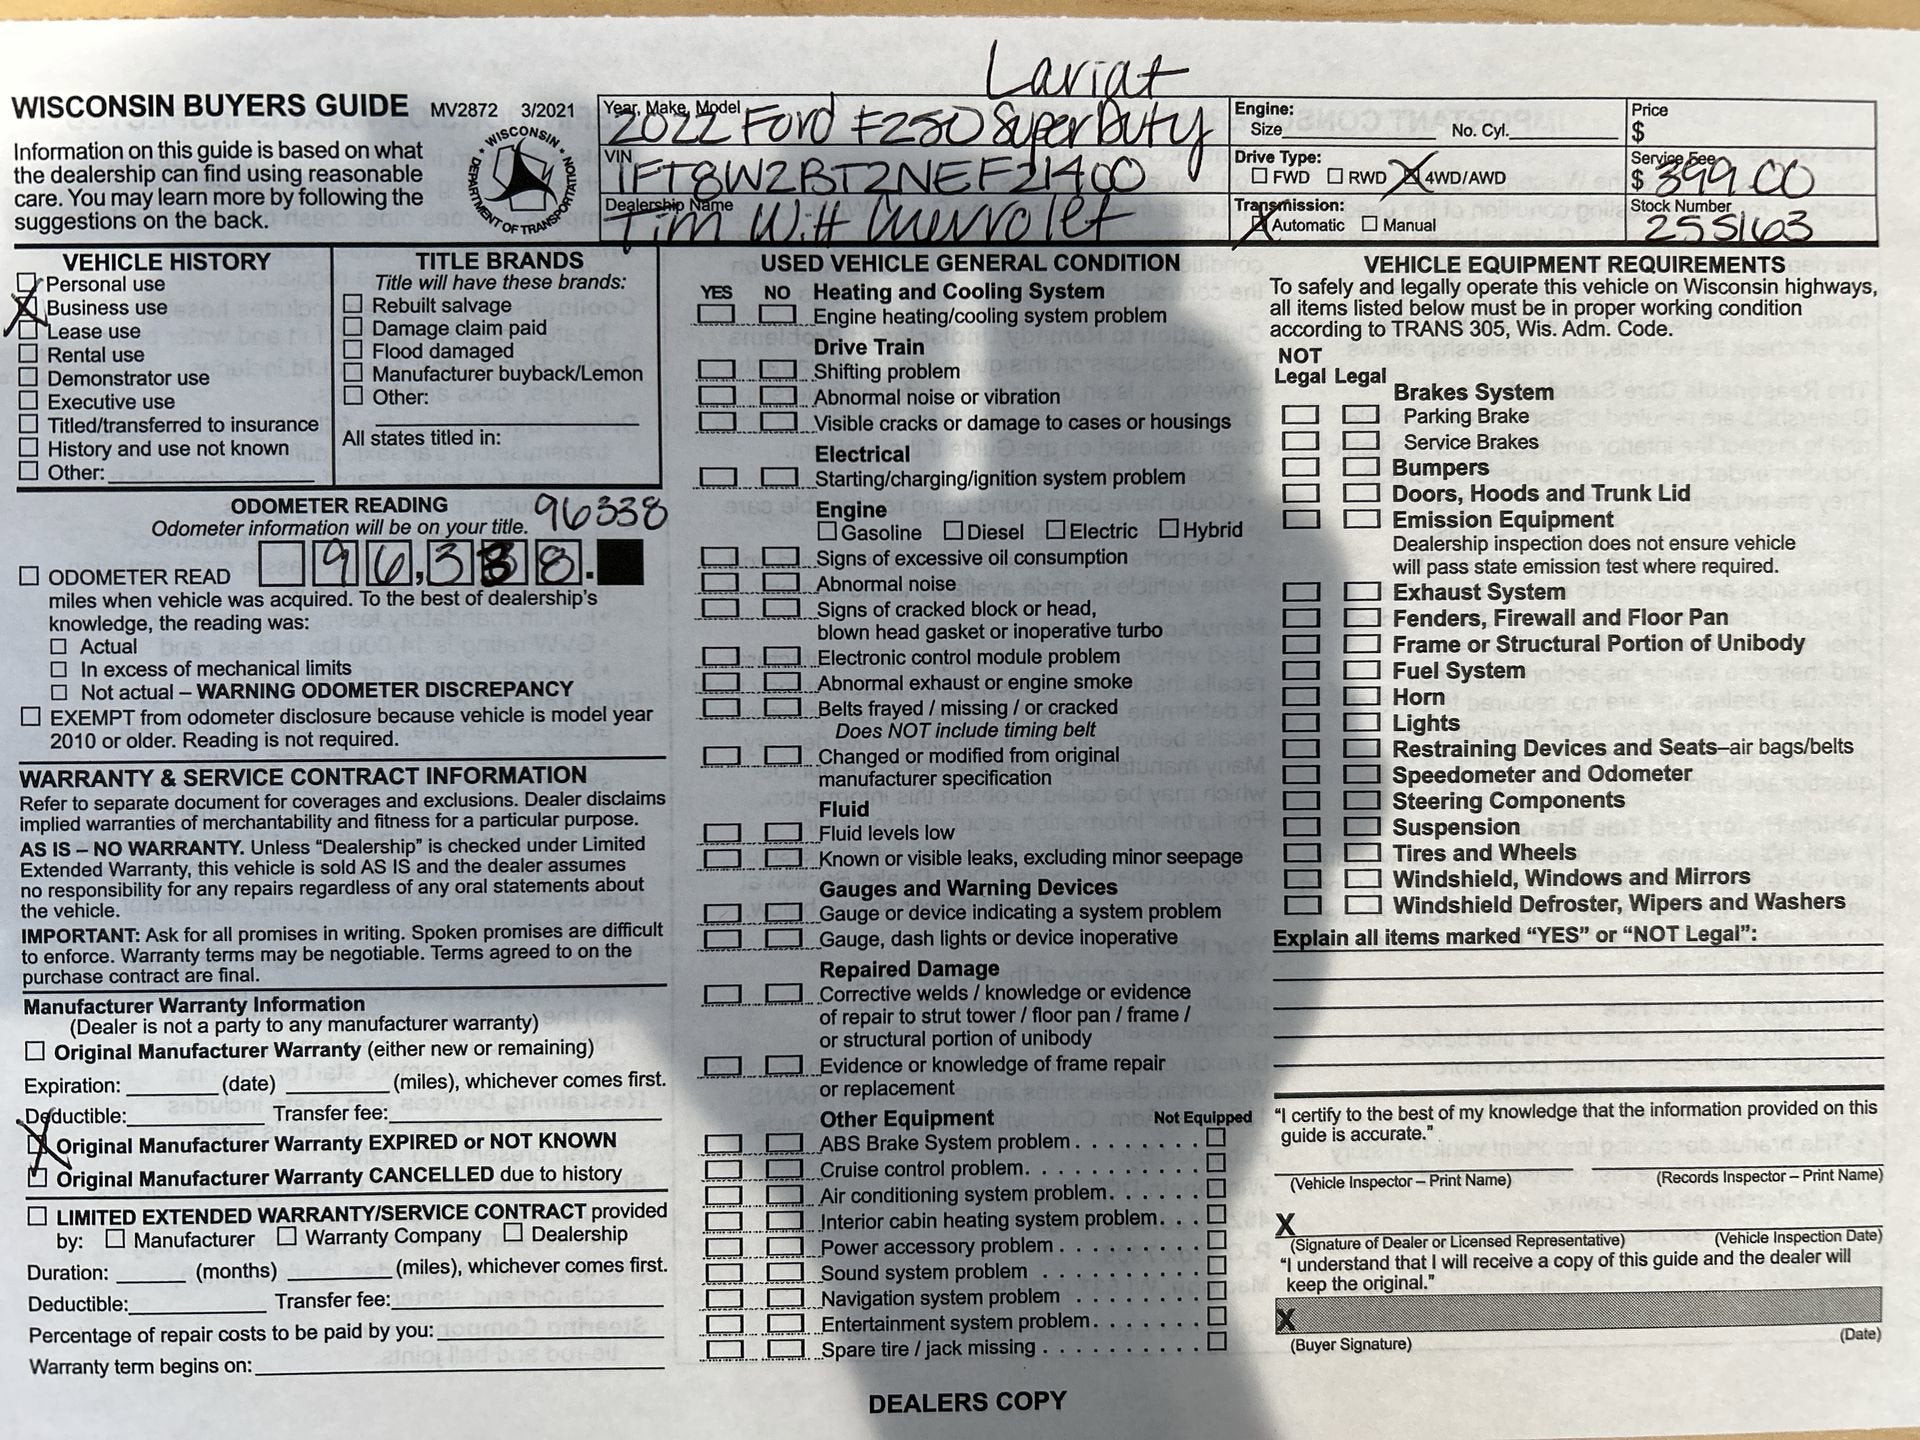 Lariat
WISCONSIN BUYERS GUIDE MV2872 3/2021
Information on this guide is based on what
the dealership can find using reasonable
care. You may learn more by following the
suggestions on the back.
WISCONSIN DEPARTMENT OF TRANSPORTATION
Year, Make, Model
2022 Ford F250 Super Duty
VIN
1FT8W2BT2NEF21400
Dealership Name
Tim Witt Chevrolet
Engine:
Size No. Cyl.
Drive Type:
FWD RWD 4WD/AWD
Transmission:
Automatic Manual
Price
$
Service Fee
$ 399.00
Stock Number
25S163
VEHICLE HISTORY
Personal use
Business use
Lease use
Rental use
Demonstrator use
Executive use
Titled/transferred to insurance
History and use not known
Other:
TITLE BRANDS
Title will have these brands:
Rebuilt salvage
Damage claim paid
Flood damaged
Manufacturer buyback/Lemon
Other:
All states titled in:
ODOMETER READING
Odometer information will be on your title. 96338
ODOMETER READ 96,338.
miles when vehicle was acquired. To the best of dealership's
knowledge, the reading was:
Actual
In excess of mechanical limits
Not actual – WARNING ODOMETER DISCREPANCY
EXEMPT from odometer disclosure because vehicle is model year
2010 or older. Reading is not required.
WARRANTY & SERVICE CONTRACT INFORMATION
Refer to separate document for coverages and exclusions. Dealer disclaims
implied warranties of merchantability and fitness for a particular purpose.
AS IS – NO WARRANTY. Unless "Dealership" is checked under Limited
Extended Warranty, this vehicle is sold AS IS and the dealer assumes
no responsibility for any repairs regardless of any oral statements about
the vehicle.
IMPORTANT: Ask for all promises in writing. Spoken promises are difficult
to enforce. Warranty terms may be negotiable. Terms agreed to on the
purchase contract are final.
Manufacturer Warranty Information
(Dealer is not a party to any manufacturer warranty)
Original Manufacturer Warranty (either new or remaining)
Expiration: (date) (miles), whichever comes first.
Deductible: Transfer fee:
Original Manufacturer Warranty EXPIRED or NOT KNOWN
Original Manufacturer Warranty CANCELLED due to history
LIMITED EXTENDED WARRANTY/SERVICE CONTRACT provided
by: Manufacturer Warranty Company Dealership
Duration: (months) (miles), whichever comes first.
Deductible: Transfer fee:
Percentage of repair costs to be paid by you:
Warranty term begins on:
USED VEHICLE GENERAL CONDITION
YES NO Heating and Cooling System
Engine heating/cooling system problem
Drive Train
Shifting problem
Abnormal noise or vibration
Visible cracks or damage to cases or housings
Electrical
Starting/charging/ignition system problem
Engine
Gasoline Diesel Electric Hybrid
Signs of excessive oil consumption
Abnormal noise
Signs of cracked block or head,
blown head gasket or inoperative turbo
Electronic control module problem
Abnormal exhaust or engine smoke
Belts frayed / missing / or cracked
Does NOT include timing belt
Changed or modified from original
manufacturer specification
Fluid
Fluid levels low
Known or visible leaks, excluding minor seepage
Gauges and Warning Devices
Gauge or device indicating a system problem
Gauge, dash lights or device inoperative
Repaired Damage
Corrective welds / knowledge or evidence
of repair to strut tower / floor pan / frame /
or structural portion of unibody
Evidence or knowledge of frame repair
or replacement
Other Equipment Not Equipped
ABS Brake System problem
Cruise control problem
Air conditioning system problem
Interior cabin heating system problem
Power accessory problem
Sound system problem
Navigation system problem
Entertainment system problem
Spare tire / jack missing
VEHICLE EQUIPMENT REQUIREMENTS
To safely and legally operate this vehicle on Wisconsin highways,
all items listed below must be in proper working condition
according to TRANS 305, Wis. Adm. Code.
NOT
Legal Legal
Brakes System
Parking Brake
Service Brakes
Bumpers
Doors, Hoods and Trunk Lid
Emission Equipment
Dealership inspection does not ensure vehicle
will pass state emission test where required.
Exhaust System
Fenders, Firewall and Floor Pan
Frame or Structural Portion of Unibody
Fuel System
Horn
Lights
Restraining Devices and Seats–air bags/belts
Speedometer and Odometer
Steering Components
Suspension
Tires and Wheels
Windshield, Windows and Mirrors
Windshield Defroster, Wipers and Washers
Explain all items marked "YES" or "NOT Legal":
"I certify to the best of my knowledge that the information provided on this
guide is accurate."
(Vehicle Inspector – Print Name) (Records Inspector – Print Name)
X
(Signature of Dealer or Licensed Representative) (Vehicle Inspection Date)
"I understand that I will receive a copy of this guide and the dealer will
keep the original."
X
(Buyer Signature) (Date)
DEALERS COPY